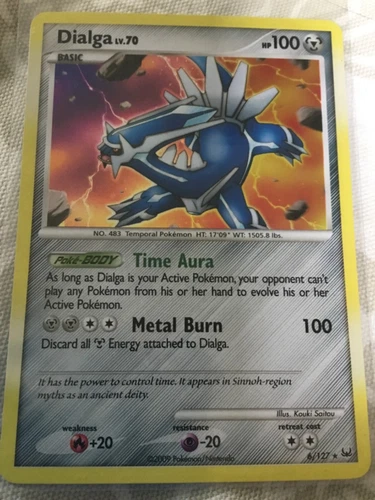 Dialga LV.70 HP 100
BASIC
NO. 483 Temporal Pokémon HT: 17'09" WT: 1505.8 lbs.
Poké-BODY Time Aura
As long as Dialga is your Active Pokémon, your opponent can't
play any Pokémon from his or her hand to evolve his or her
Active Pokémon.
Metal Burn 100
Discard all Energy attached to Dialga.
It has the power to control time. It appears in Sinnoh-region
myths as an ancient deity.
Illus. Kouki Saitou
weakness resistance retreat cost
+20 -20
©2009 Pokémon/Nintendo 6/127 ★